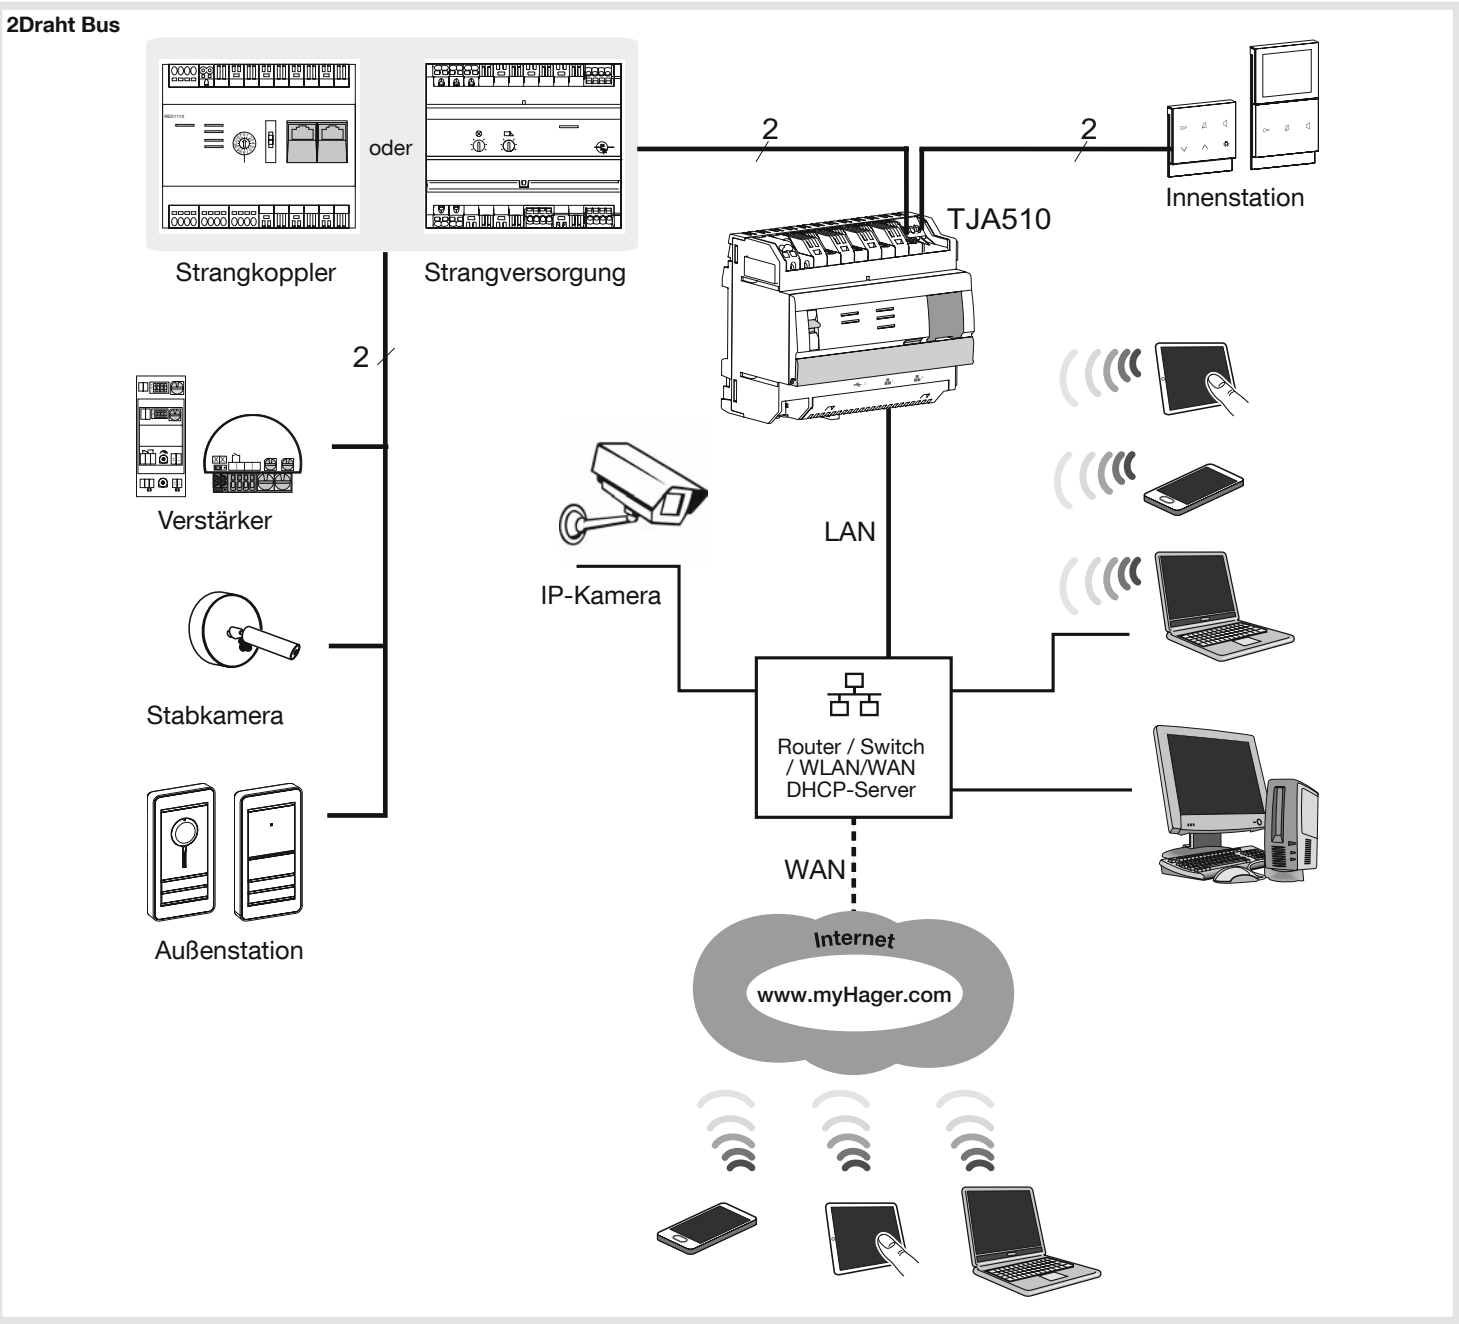 2Draht Bus
oder
2
2
TJA510
Innenstation
Strangkoppler
Strangversorgung
2
Verstärker
LAN
IP-Kamera
Stabkamera
Router / Switch
/ WLAN/WAN
DHCP-Server
WAN
Außenstation
Internet
www.myHager.com